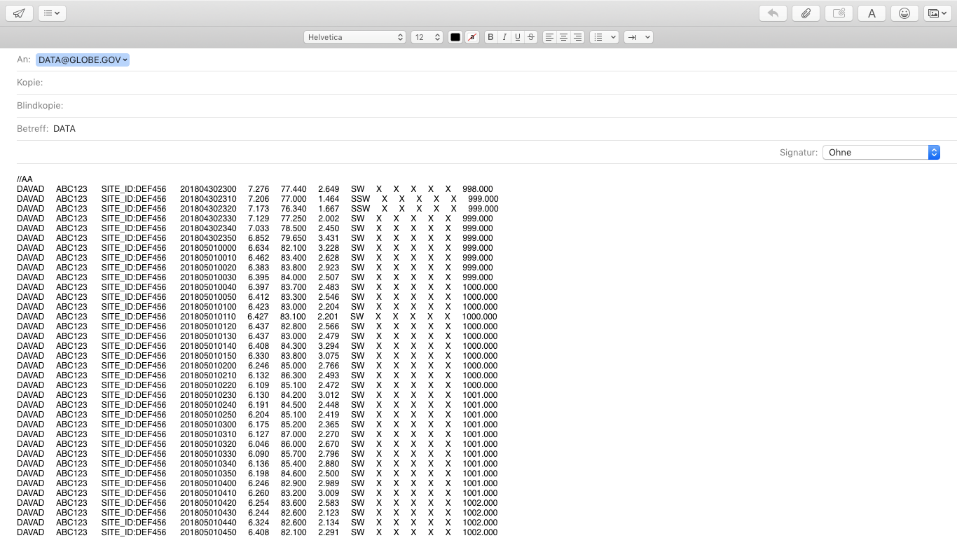 Helvetica 12 B I U S
An: DATA@GLOBE.GOV
Kopie:
Blindkopie:
Betreff: DATA
Signatur: Ohne
//AA
DAVAD ABC123 SITE_ID:DEF456 201804302300 7.276 77.440 2.649 SW X X X X X 998.000
DAVAD ABC123 SITE_ID:DEF456 201804302310 7.206 77.000 1.464 SSW X X X X X 999.000
DAVAD ABC123 SITE_ID:DEF456 201804302320 7.173 76.340 1.667 SSW X X X X X 999.000
DAVAD ABC123 SITE_ID:DEF456 201804302330 7.129 77.250 2.002 SW X X X X X 999.000
DAVAD ABC123 SITE_ID:DEF456 201804302340 7.033 78.500 2.450 SW X X X X X 999.000
DAVAD ABC123 SITE_ID:DEF456 201804302350 6.852 79.650 3.431 SW X X X X X 999.000
DAVAD ABC123 SITE_ID:DEF456 201805010000 6.634 82.100 3.228 SW X X X X X 999.000
DAVAD ABC123 SITE_ID:DEF456 201805010010 6.462 83.400 2.628 SW X X X X X 999.000
DAVAD ABC123 SITE_ID:DEF456 201805010020 6.383 83.800 2.923 SW X X X X X 999.000
DAVAD ABC123 SITE_ID:DEF456 201805010030 6.395 84.000 2.507 SW X X X X X 999.000
DAVAD ABC123 SITE_ID:DEF456 201805010040 6.397 83.700 2.483 SW X X X X X 1000.000
DAVAD ABC123 SITE_ID:DEF456 201805010050 6.412 83.300 2.546 SW X X X X X 1000.000
DAVAD ABC123 SITE_ID:DEF456 201805010100 6.423 83.000 2.204 SW X X X X X 1000.000
DAVAD ABC123 SITE_ID:DEF456 201805010110 6.427 83.100 2.201 SW X X X X X 1000.000
DAVAD ABC123 SITE_ID:DEF456 201805010120 6.437 82.800 2.566 SW X X X X X 1000.000
DAVAD ABC123 SITE_ID:DEF456 201805010130 6.437 83.000 2.479 SW X X X X X 1000.000
DAVAD ABC123 SITE_ID:DEF456 201805010140 6.408 84.300 3.294 SW X X X X X 1000.000
DAVAD ABC123 SITE_ID:DEF456 201805010150 6.330 83.800 3.075 SW X X X X X 1000.000
DAVAD ABC123 SITE_ID:DEF456 201805010200 6.246 85.000 2.766 SW X X X X X 1000.000
DAVAD ABC123 SITE_ID:DEF456 201805010210 6.132 86.300 2.493 SW X X X X X 1000.000
DAVAD ABC123 SITE_ID:DEF456 201805010220 6.109 85.100 2.472 SW X X X X X 1000.000
DAVAD ABC123 SITE_ID:DEF456 201805010230 6.130 84.200 3.012 SW X X X X X 1001.000
DAVAD ABC123 SITE_ID:DEF456 201805010240 6.191 84.500 2.448 SW X X X X X 1001.000
DAVAD ABC123 SITE_ID:DEF456 201805010250 6.204 85.100 2.419 SW X X X X X 1001.000
DAVAD ABC123 SITE_ID:DEF456 201805010300 6.175 85.200 2.365 SW X X X X X 1001.000
DAVAD ABC123 SITE_ID:DEF456 201805010310 6.127 87.000 2.270 SW X X X X X 1001.000
DAVAD ABC123 SITE_ID:DEF456 201805010320 6.046 86.000 2.670 SW X X X X X 1001.000
DAVAD ABC123 SITE_ID:DEF456 201805010330 6.090 85.700 2.796 SW X X X X X 1001.000
DAVAD ABC123 SITE_ID:DEF456 201805010340 6.136 85.400 2.880 SW X X X X X 1001.000
DAVAD ABC123 SITE_ID:DEF456 201805010350 6.198 84.600 2.500 SW X X X X X 1001.000
DAVAD ABC123 SITE_ID:DEF456 201805010400 6.246 82.900 2.989 SW X X X X X 1001.000
DAVAD ABC123 SITE_ID:DEF456 201805010410 6.260 83.200 3.009 SW X X X X X 1001.000
DAVAD ABC123 SITE_ID:DEF456 201805010420 6.254 83.600 2.583 SW X X X X X 1002.000
DAVAD ABC123 SITE_ID:DEF456 201805010430 6.244 82.600 2.123 SW X X X X X 1002.000
DAVAD ABC123 SITE_ID:DEF456 201805010440 6.324 82.600 2.134 SW X X X X X 1002.000
DAVAD ABC123 SITE_ID:DEF456 201805010450 6.408 82.100 2.291 SW X X X X X 1002.000